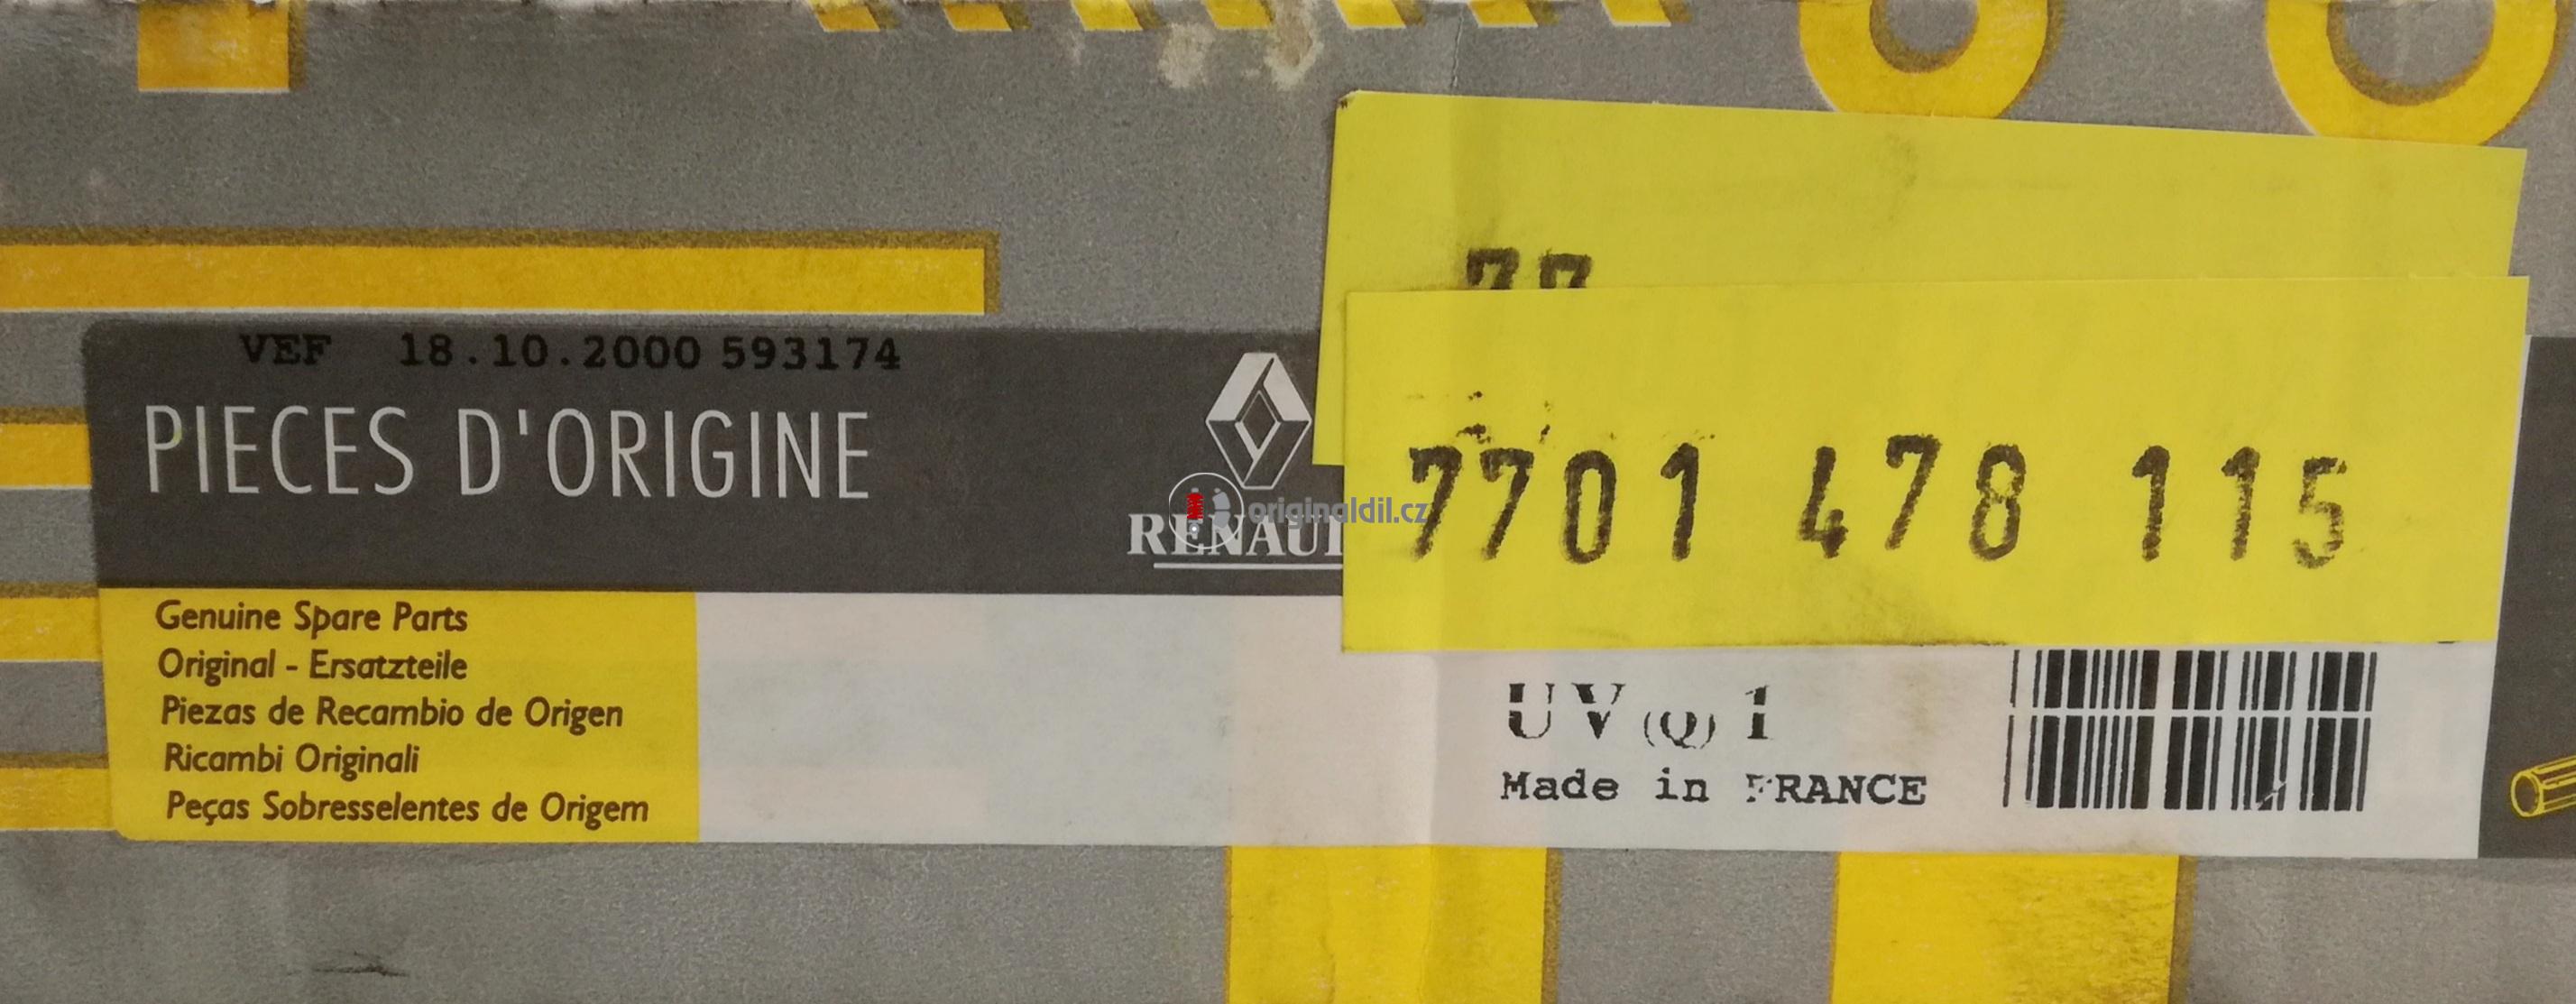 77
VEF 18.10.2000 593174
PIECES D'ORIGINE
7701 478 115
originaldil.cz
Genuine Spare Parts
Original - Ersatzteile
Piezas de Recambio de Origen
Ricambi Originali
Peças Sobresselentes de Origem
UV (Q) 1
Made in FRANCE